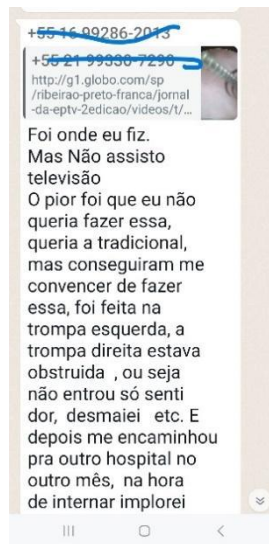 http://g1.globo.com/sp
/ribeirao-preto-franca/jornal
-da-eptv-2edicao/videos/t/...
Foi onde eu fiz.
Mas Não assisto
televisão
O pior foi que eu não
queria fazer essa,
queria a tradicional,
mas conseguiram me
convencer de fazer
essa, foi feita na
trompa esquerda, a
trompa direita estava
obstruida , ou seja
não entrou só senti
dor, desmaiei etc. E
depois me encaminhou
pra outro hospital no
outro mês, na hora
de internar implorei